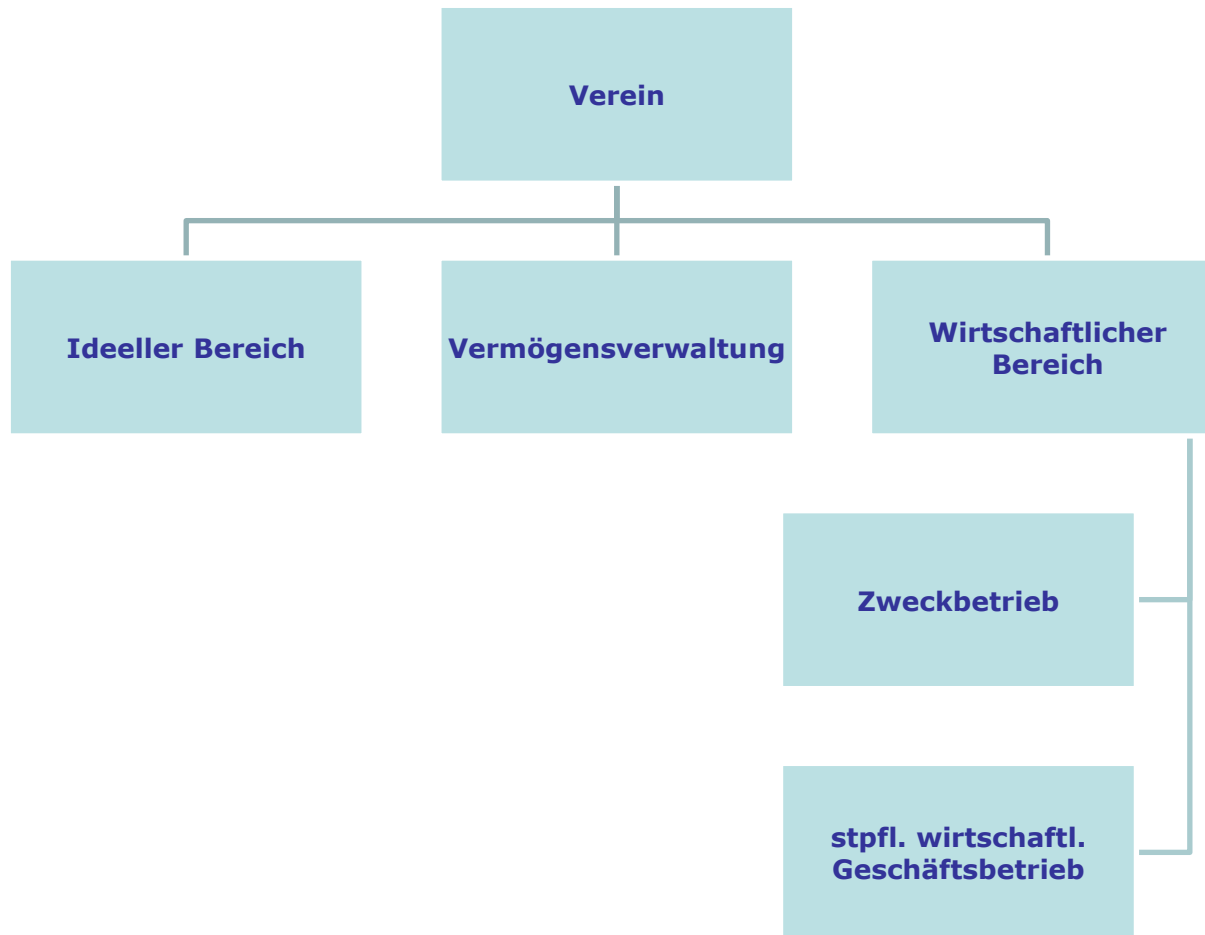 Verein
Ideeller Bereich
Vermögensverwaltung
Wirtschaftlicher
Bereich
Zweckbetrieb
stpfl. wirtschaftl.
Geschäftsbetrieb